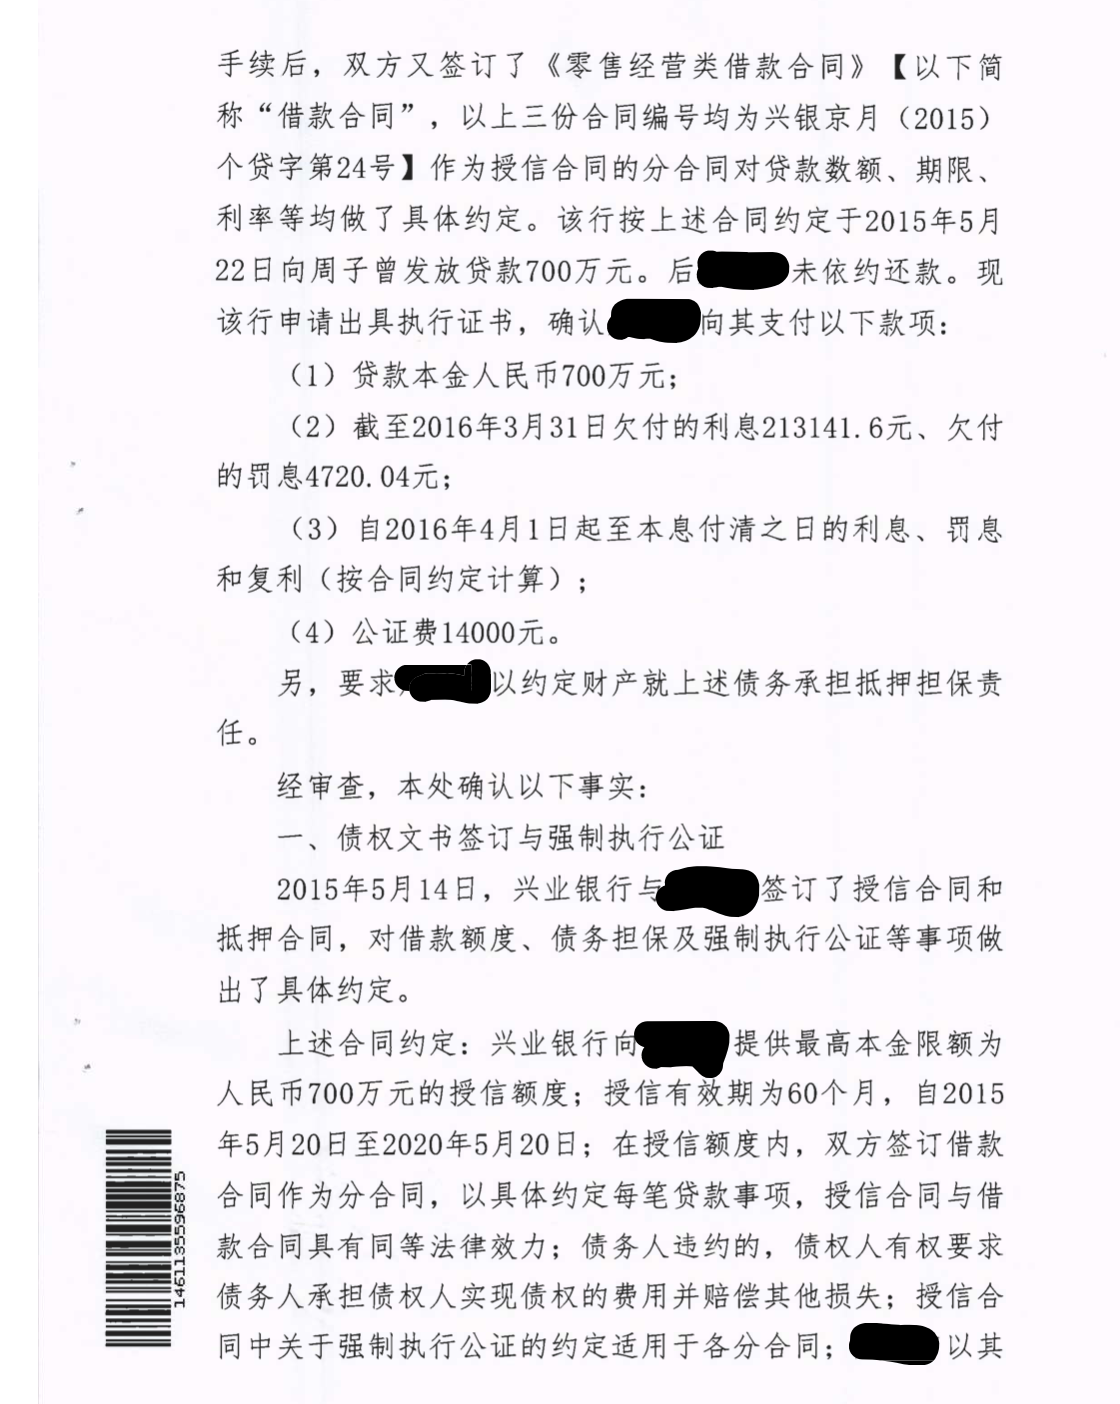 手续后，双方又签订了《零售经营类借款合同》【以下简
称“借款合同”，以上三份合同编号均为兴银京月（2015）
个贷字第24号】作为授信合同的分合同对贷款数额、期限、
利率等均做了具体约定。该行按上述合同约定于2015年5月
22日向周子曾发放贷款700万元。后 未依约还款。现
该行申请出具执行证书，确认 向其支付以下款项：
（1）贷款本金人民币700万元；
（2）截至2016年3月31日欠付的利息213141.6元、欠付
的罚息4720.04元；
（3）自2016年4月1日起至本息付清之日的利息、罚息
和复利（按合同约定计算）；
（4）公证费14000元。
另，要求 以约定财产就上述债务承担抵押担保责
任。
经审查，本处确认以下事实：
一、债权文书签订与强制执行公证
2015年5月14日，兴业银行与 签订了授信合同和
抵押合同，对借款额度、债务担保及强制执行公证等事项做
出了具体约定。
上述合同约定：兴业银行向 提供最高本金限额为
人民币700万元的授信额度；授信有效期为60个月，自2015
年5月20日至2020年5月20日；在授信额度内，双方签订借款
合同作为分合同，以具体约定每笔贷款事项，授信合同与借
款合同具有同等法律效力；债务人违约的，债权人有权要求
债务人承担债权人实现债权的费用并赔偿其他损失；授信合
同中关于强制执行公证的约定适用于各分合同； 以其
1461135596875